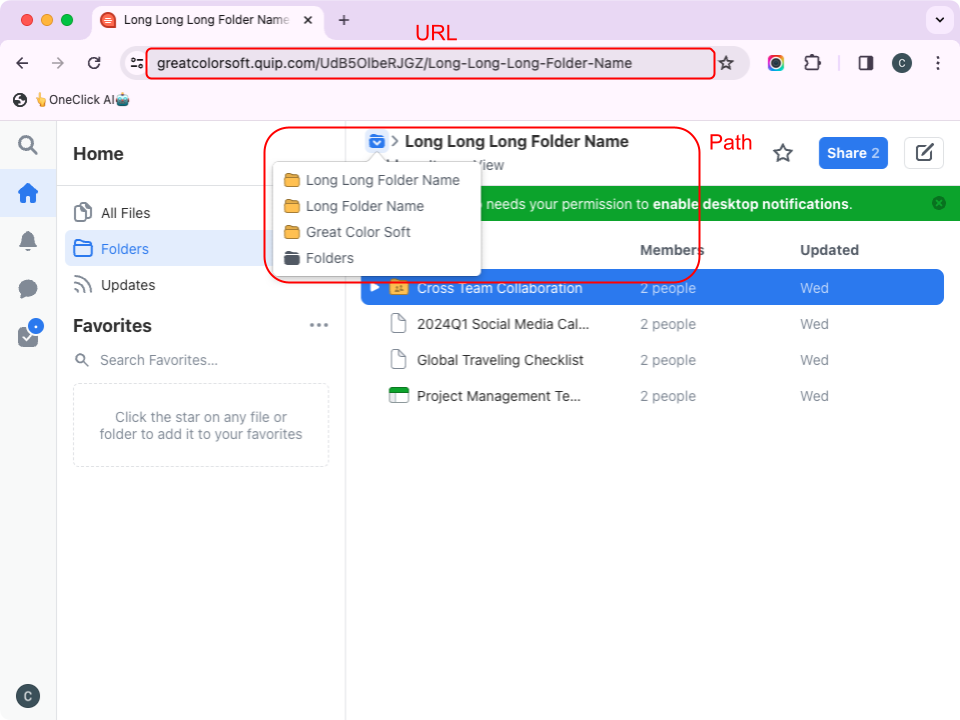 Long Long Long Folder Name
URL
greatcolorsoft.quip.com/UdB5OlbeRJGZ/Long-Long-Long-Folder-Name
C
OneClick AI
Home
Long Long Long Folder Name
Path
Share 2
View
Long Long Folder Name
Long Folder Name
Great Color Soft
Folders
needs your permission to enable desktop notifications.
All Files
Folders
Updates
Members
Updated
Cross Team Collaboration
2 people
Wed
2024Q1 Social Media Cal...
2 people
Wed
Global Traveling Checklist
2 people
Wed
Project Management Te...
2 people
Wed
Favorites
Search Favorites...
Click the star on any file or
folder to add it to your favorites
C